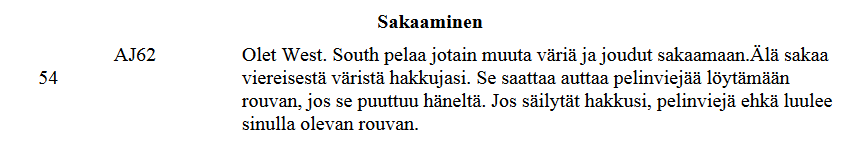 Sakaaminen
AJ62 Olet West. South pelaa jotain muuta väriä ja joudut sakaamaan.Älä sakaa
54 viereisestä väristä hakkujasi. Se saattaa auttaa pelinviejää löytämään
rouvan, jos se puuttuu häneltä. Jos säilytät hakkusi, pelinviejä ehkä luulee
sinulla olevan rouvan.